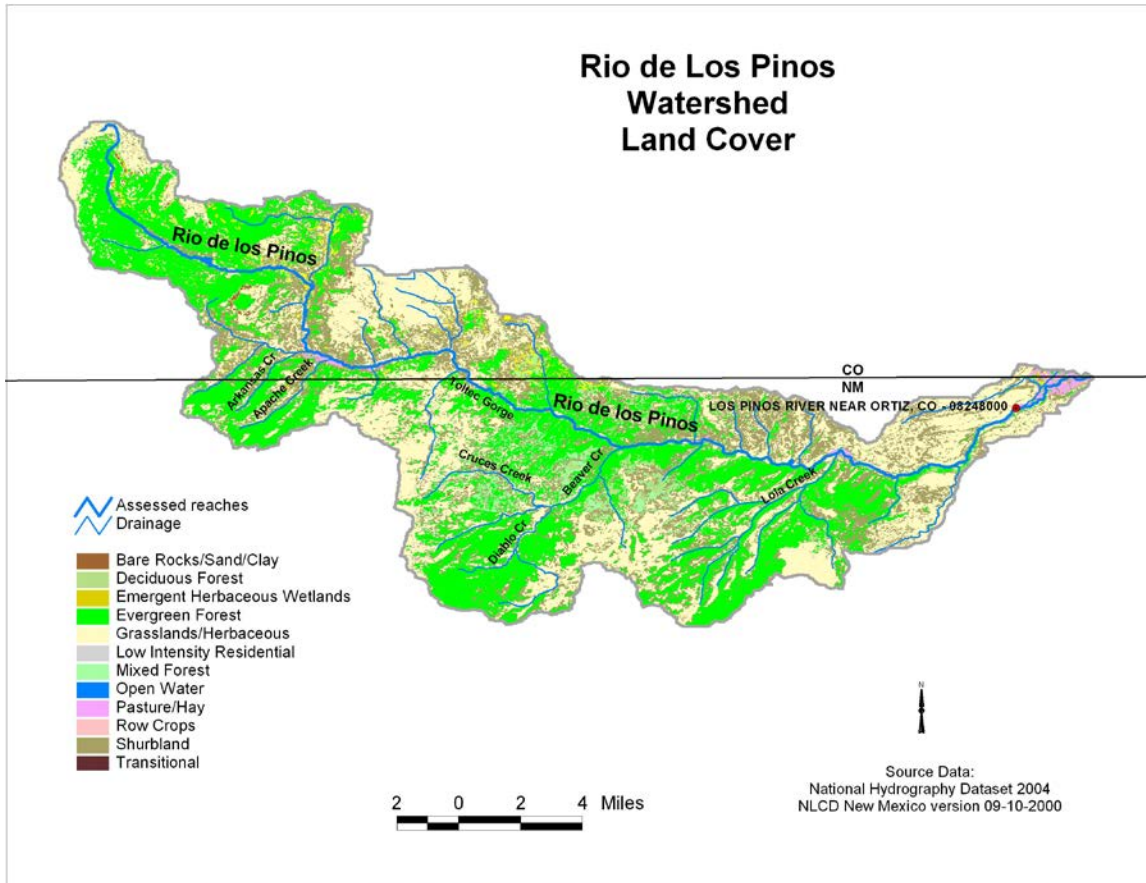 Rio de Los Pinos
Watershed
Land Cover
Rio de los Pinos
Arkansas Cr
Apache Creek
CO
NM
Toltec Gorge
LOS PINOS RIVER NEAR ORTIZ, CO - 08248000
Rio de los Pinos
Cruces Creek
Beaver Cr
Lola Creek
Diablo Cr
Assessed reaches
Drainage
Bare Rocks/Sand/Clay
Deciduous Forest
Emergent Herbaceous Wetlands
Evergreen Forest
Grasslands/Herbaceous
Low Intensity Residential
Mixed Forest
Open Water
Pasture/Hay
Row Crops
Shurbland
Transitional
N
Source Data:
National Hydrography Dataset 2004
NLCD New Mexico version 09-10-2000
2 0 2 4 Miles